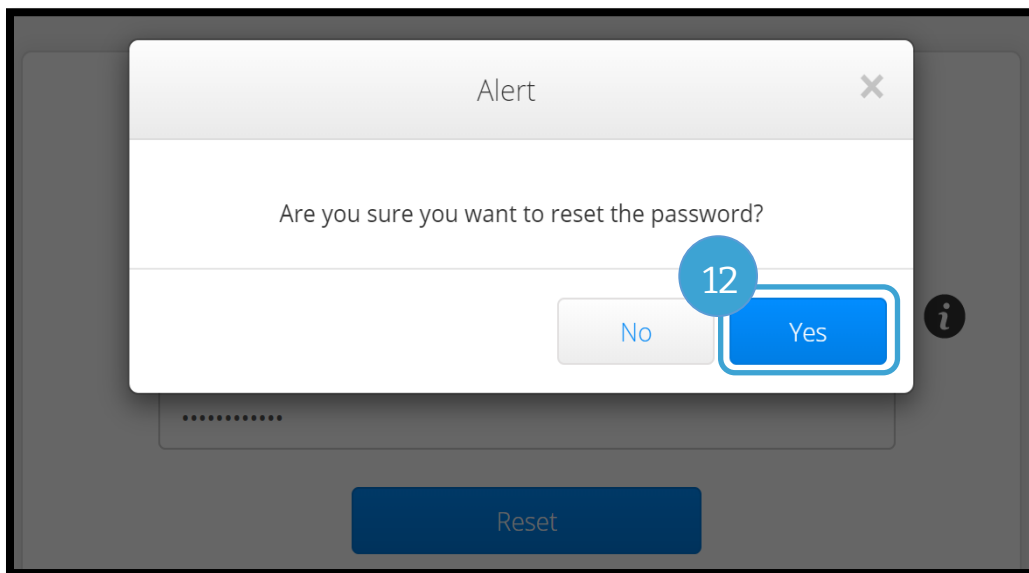 Alert ×
Are you sure you want to reset the password?
12
No Yes
i
••••••••••••
Reset